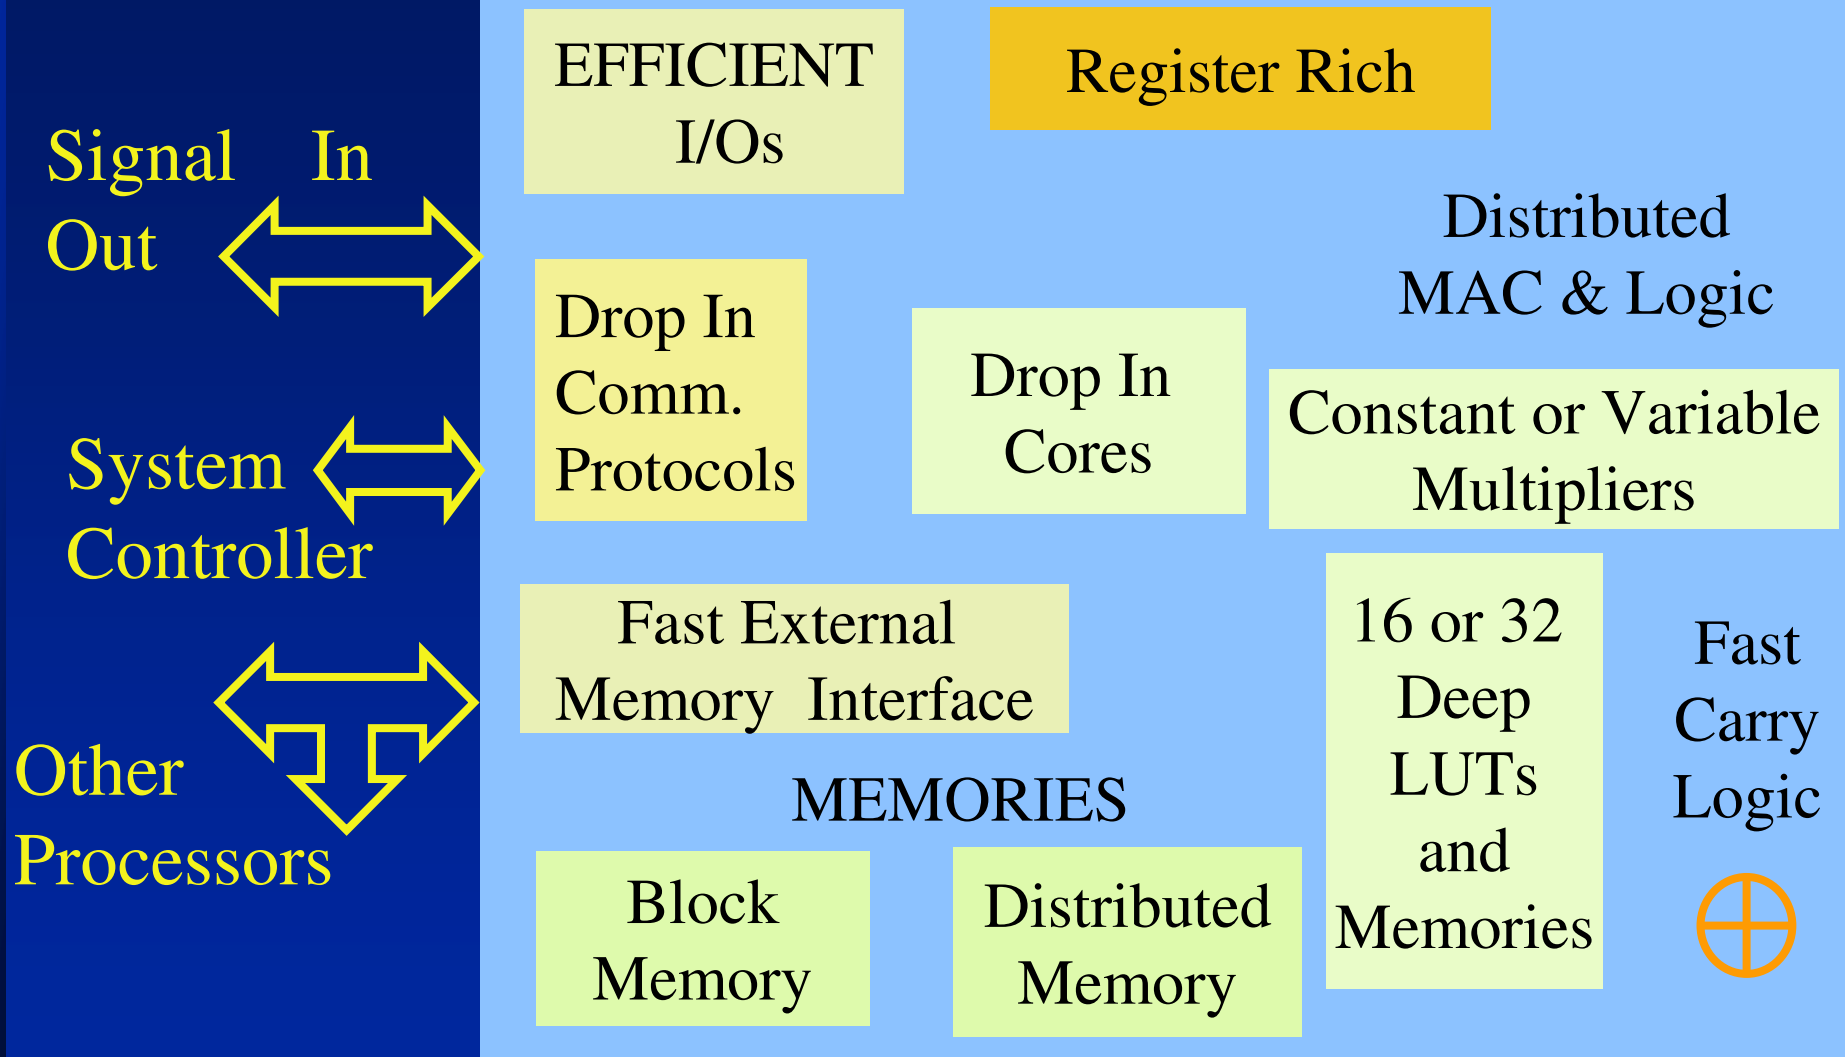 Signal In
Out
System
Controller
Other
Processors
EFFICIENT
I/Os
Register Rich
Distributed
MAC & Logic
Drop In
Comm.
Protocols
Drop In
Cores
Constant or Variable
Multipliers
Fast External
Memory Interface
16 or 32
Deep
LUTs
and
Memories
Fast
Carry
Logic
MEMORIES
Block
Memory
Distributed
Memory